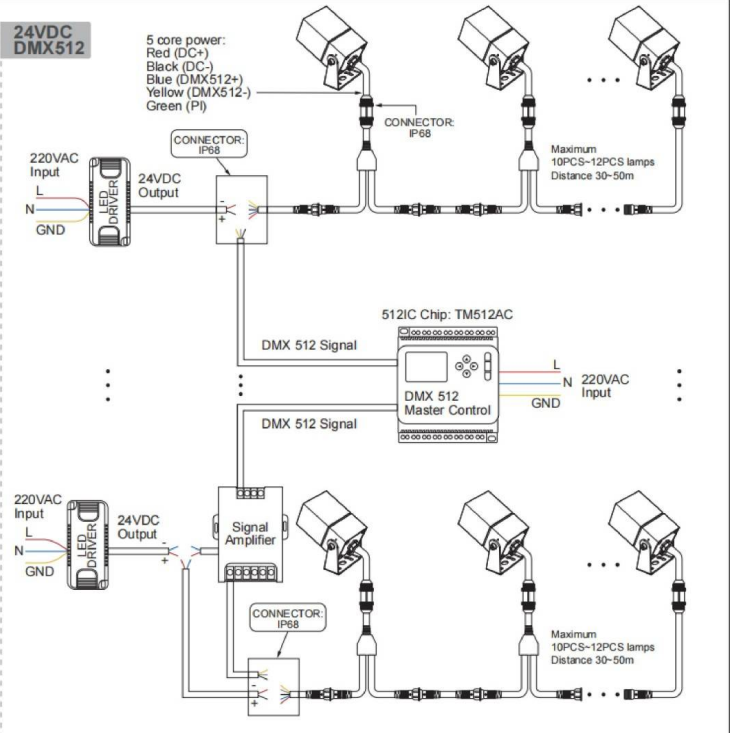 24VDC
DMX512
5 core power:
Red (DC+)
Black (DC-)
Blue (DMX512+)
Yellow (DMX512-)
Green (PI)
CONNECTOR:
IP68
CONNECTOR:
IP68
220VAC
Input
L
N
GND
LED
DRIVER
24VDC
Output
-
+
Maximum
10PCS~12PCS lamps
Distance 30~50m
512IC Chip: TM512AC
DMX 512 Signal
DMX 512
Master Control
L
N
GND
220VAC
Input
DMX 512 Signal
220VAC
Input
L
N
GND
LED
DRIVER
24VDC
Output
-
+
Signal
Amplifier
CONNECTOR:
IP68
-
+
Maximum
10PCS~12PCS lamps
Distance 30~50m